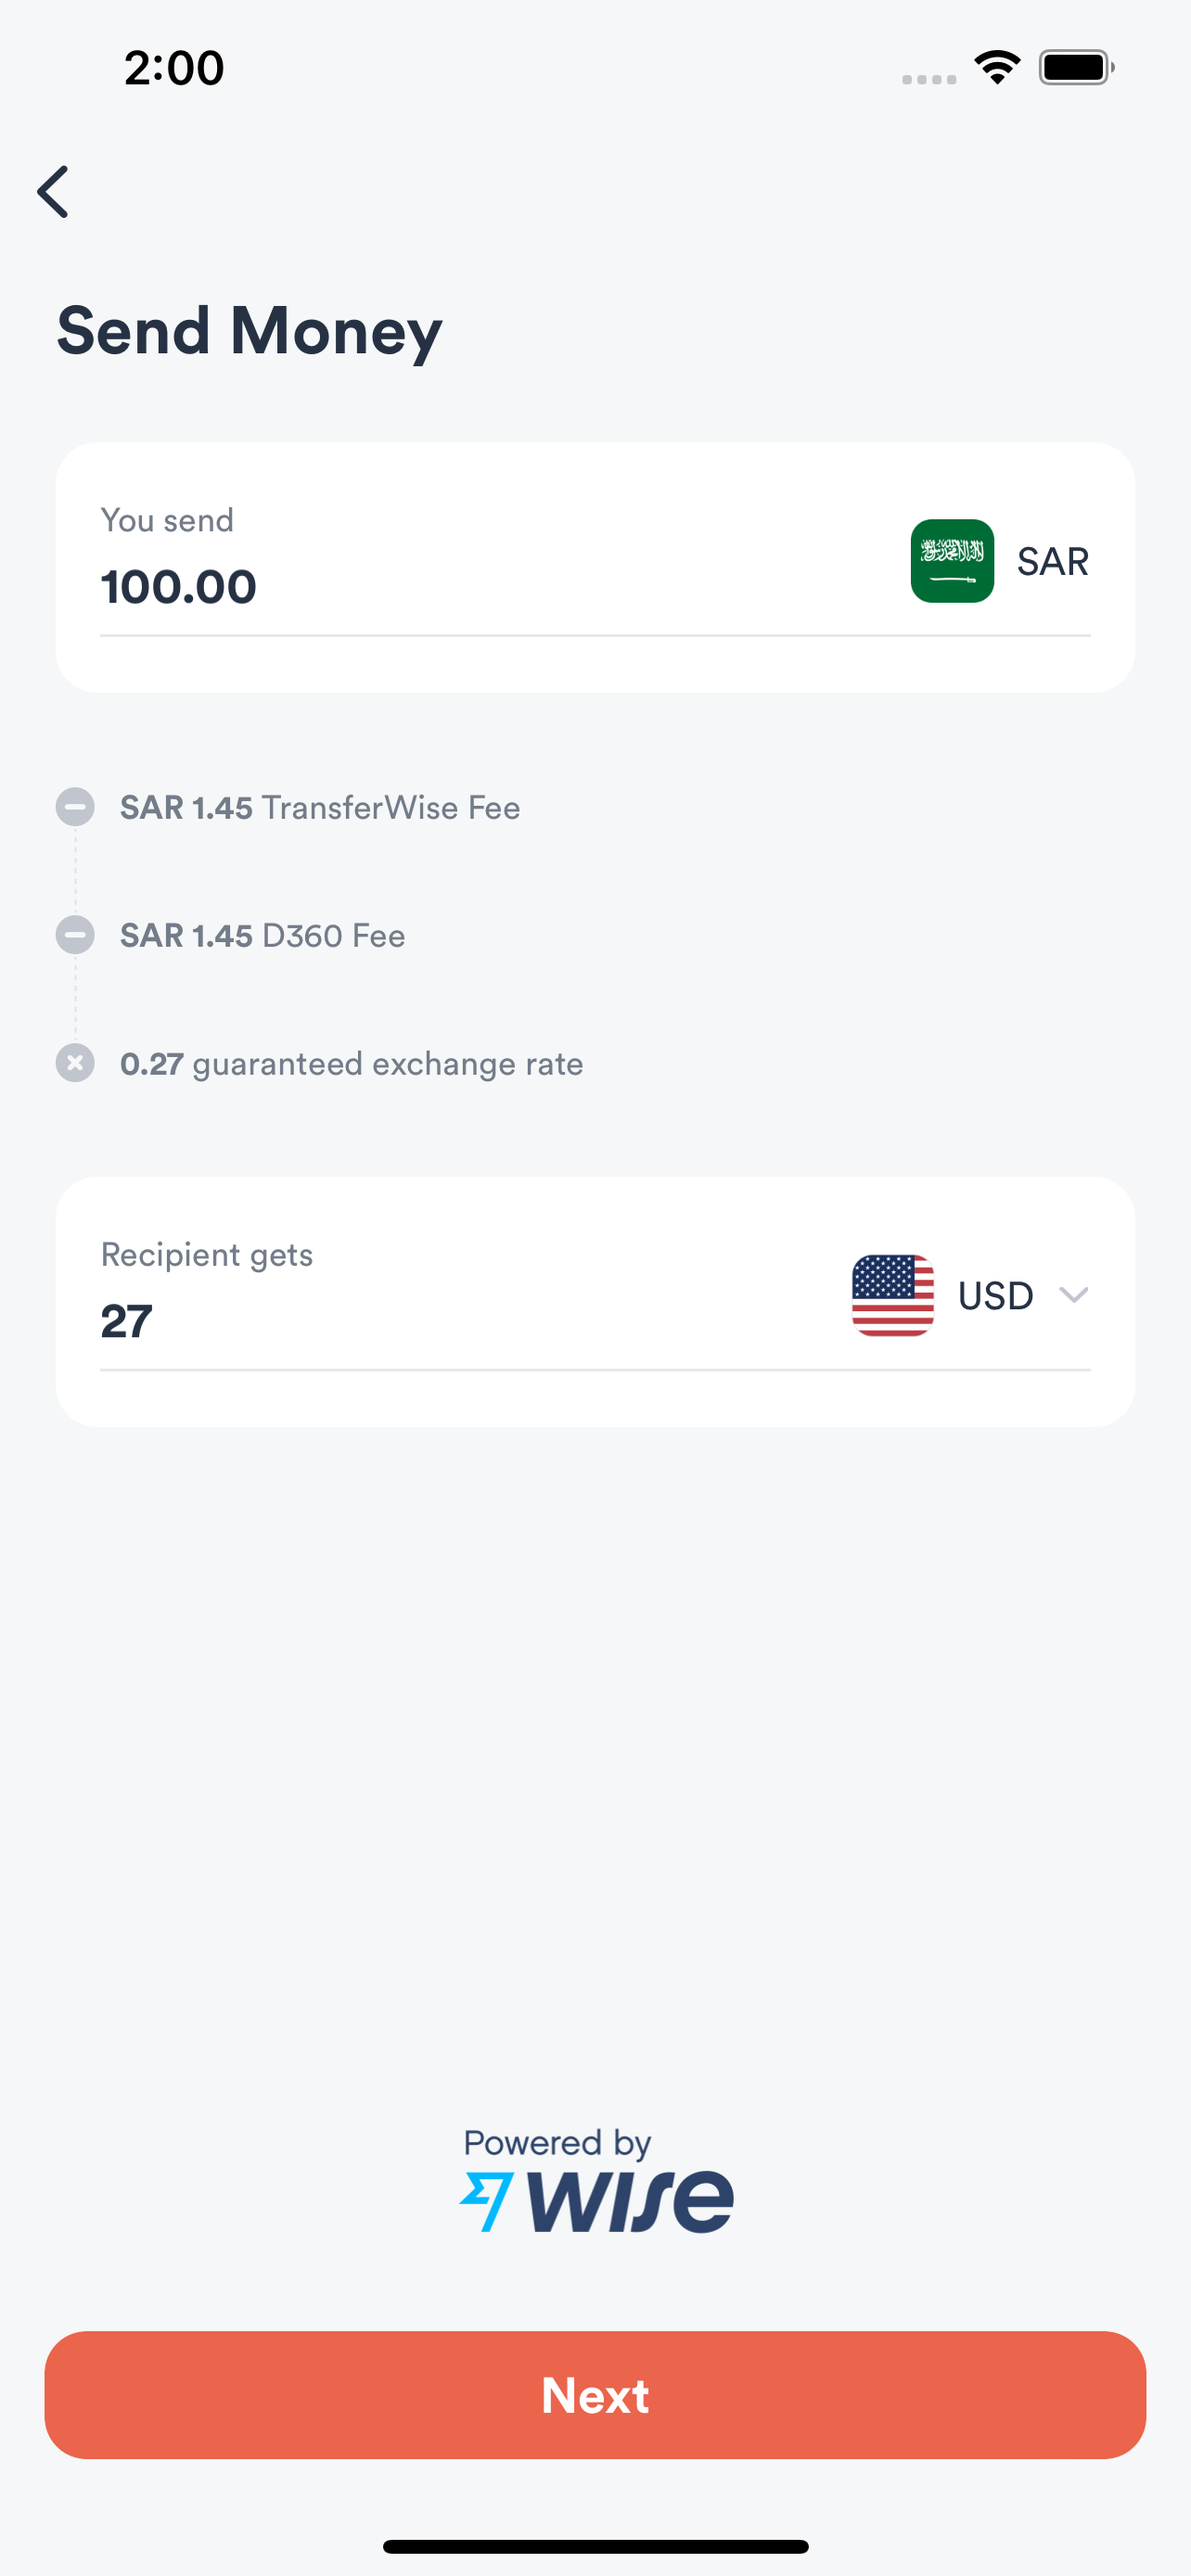 2:00
Send Money
You send
100.00
SAR
SAR 1.45 TransferWise Fee
SAR 1.45 D360 Fee
0.27 guaranteed exchange rate
Recipient gets
27
USD
Powered by
wise
Next